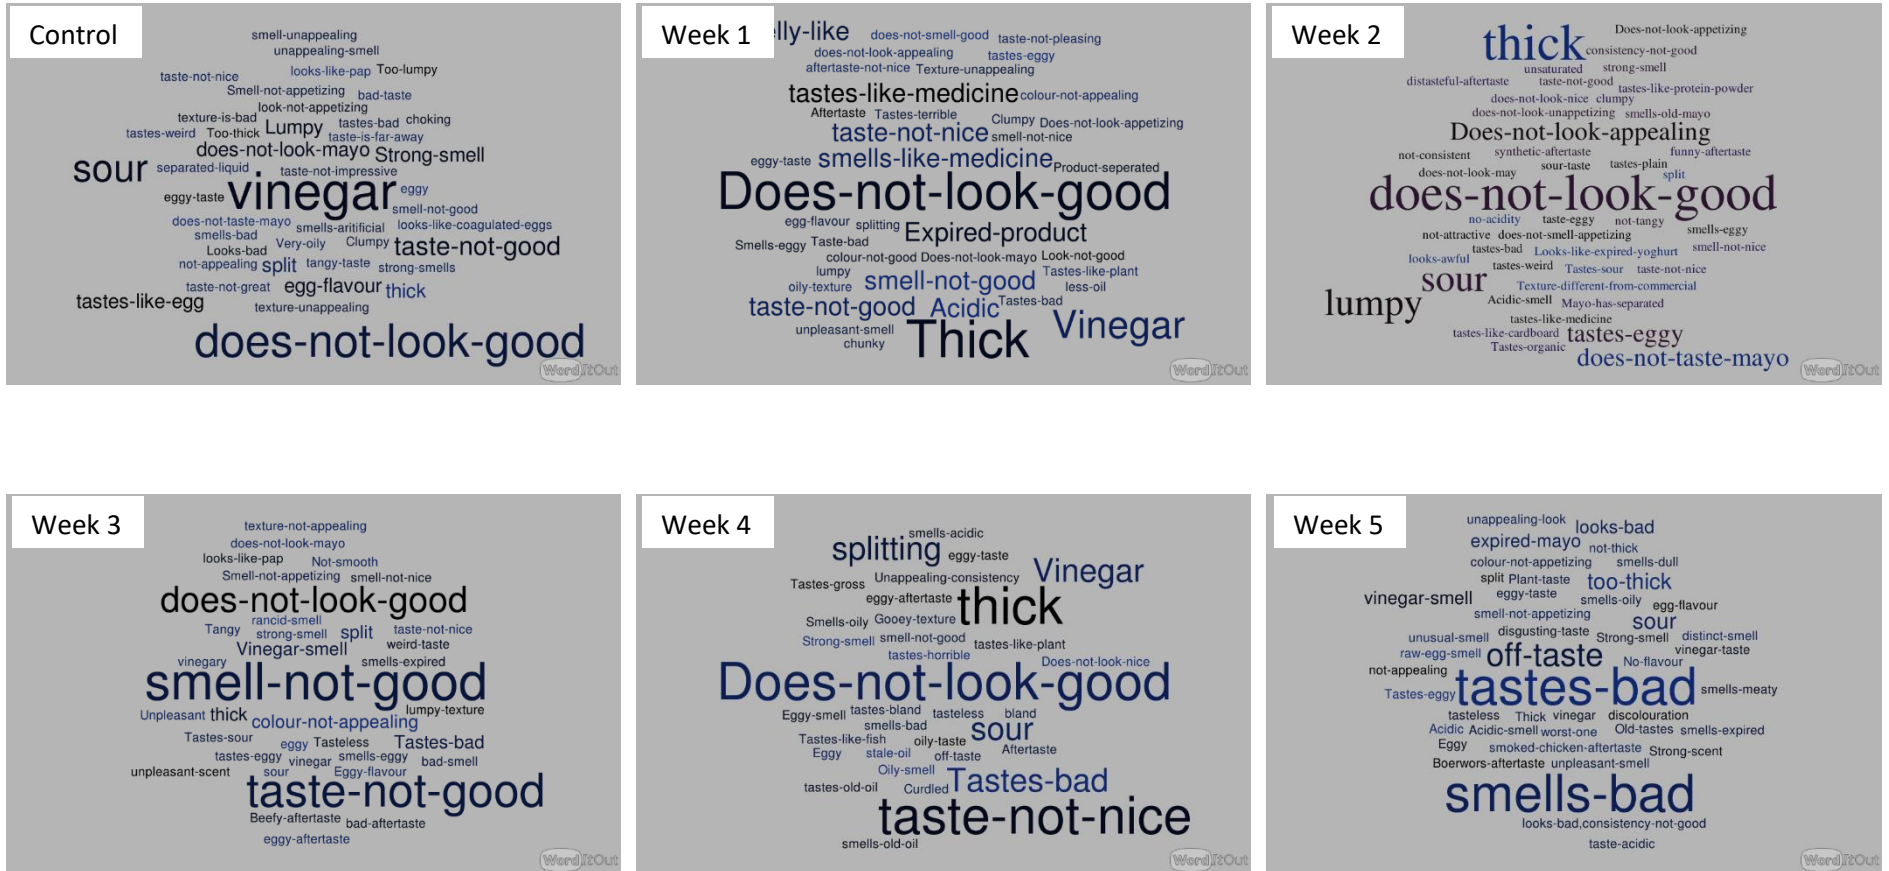 Control
smell-unappealing
unappealing-smell
taste-not-nice looks-like-pap Too-lumpy
Smell-not-appetizing bad-taste
look-not-appetizing
texture-is-bad tastes-bad choking
tastes-weird Too-thick Lumpy taste-is-far-away
does-not-look-mayo Strong-smell
sour separated-liquid taste-not-impressive
eggy-taste vinegar eggy
smell-not-good
does-not-taste-mayo smells-aritificial looks-like-coagulated-eggs
smells-bad
Looks-bad Very-oily Clumpy taste-not-good
not-appealing split tangy-taste strong-smells
taste-not-great egg-flavour thick
tastes-like-egg texture-unappealing
does-not-look-good
WordItOut
Week 1
elly-like does-not-smell-good taste-not-pleasing
does-not-look-appealing tastes-eggy
aftertaste-not-nice Texture-unappealing
tastes-like-medicine colour-not-appealing
Aftertaste Tastes-terrible Clumpy Does-not-look-appetizing
taste-not-nice smell-not-nice
eggy-taste smells-like-medicine Product-seperated
Does-not-look-good
egg-flavour splitting Expired-product
Smells-eggy Taste-bad
colour-not-good Does-not-look-mayo Look-not-good
lumpy smell-not-good Tastes-like-plant
oily-texture less-oil
taste-not-good Acidic Tastes-bad
unpleasant-smell Thick Vinegar
chunky
WordItOut
Week 2
thick Does-not-look-appetizing
consistency-not-good
unsaturated strong-smell
distasteful-aftertaste taste-not-good tastes-like-protein-powder
does-not-look-nice clumpy
does-not-look-unappetizing smells-old-mayo
Does-not-look-appealing
not-consistent synthetic-aftertaste funny-aftertaste
does-not-look-may sour-taste tastes-plain split
does-not-look-good
no-acidity taste-eggy not-tangy
not-attractive does-not-smell-appetizing smells-eggy
tastes-bad Looks-like-expired-yoghurt smell-not-nice
looks-awful tastes-weird Tastes-sour taste-not-nice
sour Texture-different-from-commercial
lumpy Acidic-smell Mayo-has-separated
tastes-like-medicine
tastes-like-cardboard tastes-eggy
Tastes-organic
does-not-taste-mayo
WordItOut
Week 3
texture-not-appealing
does-not-look-mayo
looks-like-pap Not-smooth
Smell-not-appetizing smell-not-nice
does-not-look-good
rancid-smell
Tangy strong-smell split taste-not-nice
Vinegar-smell weird-taste
vinegary smells-expired
smell-not-good
Unpleasant thick colour-not-appealing lumpy-texture
Tastes-sour eggy Tasteless Tastes-bad
tastes-eggy vinegar smells-eggy bad-smell
unpleasant-scent sour Eggy-flavour
taste-not-good
Beefy-aftertaste bad-aftertaste
eggy-aftertaste
WordItOut
Week 4
smells-acidic
splitting eggy-taste
Tastes-gross Unappealing-consistency Vinegar
eggy-aftertaste thick
Smells-oily Gooey-texture
Strong-smell smell-not-good tastes-like-plant
tastes-horrible Does-not-look-nice
Does-not-look-good
Eggy-smell tastes-bland tasteless bland
smells-bad sour
Tastes-like-fish oily-taste Aftertaste
Eggy stale-oil off-taste
Oily-smell Tastes-bad
tastes-old-oil Curdled
taste-not-nice
smells-old-oil
WordItOut
Week 5
unappealing-look looks-bad
expired-mayo not-thick
colour-not-appetizing smells-dull
split Plant-taste too-thick
vinegar-smell eggy-taste smells-oily egg-flavour
smell-not-appetizing sour
unusual-smell disgusting-taste Strong-smell distinct-smell
raw-egg-smell off-taste No-flavour vinegar-taste
not-appealing
Tastes-eggy tastes-bad smells-meaty
tasteless Thick vinegar discolouration
Acidic Acidic-smell worst-one Old-tastes smells-expired
Eggy smoked-chicken-aftertaste Strong-scent
Boerwors-aftertaste unpleasant-smell
smells-bad
looks-bad,consistency-not-good
taste-acidic
WordItOut